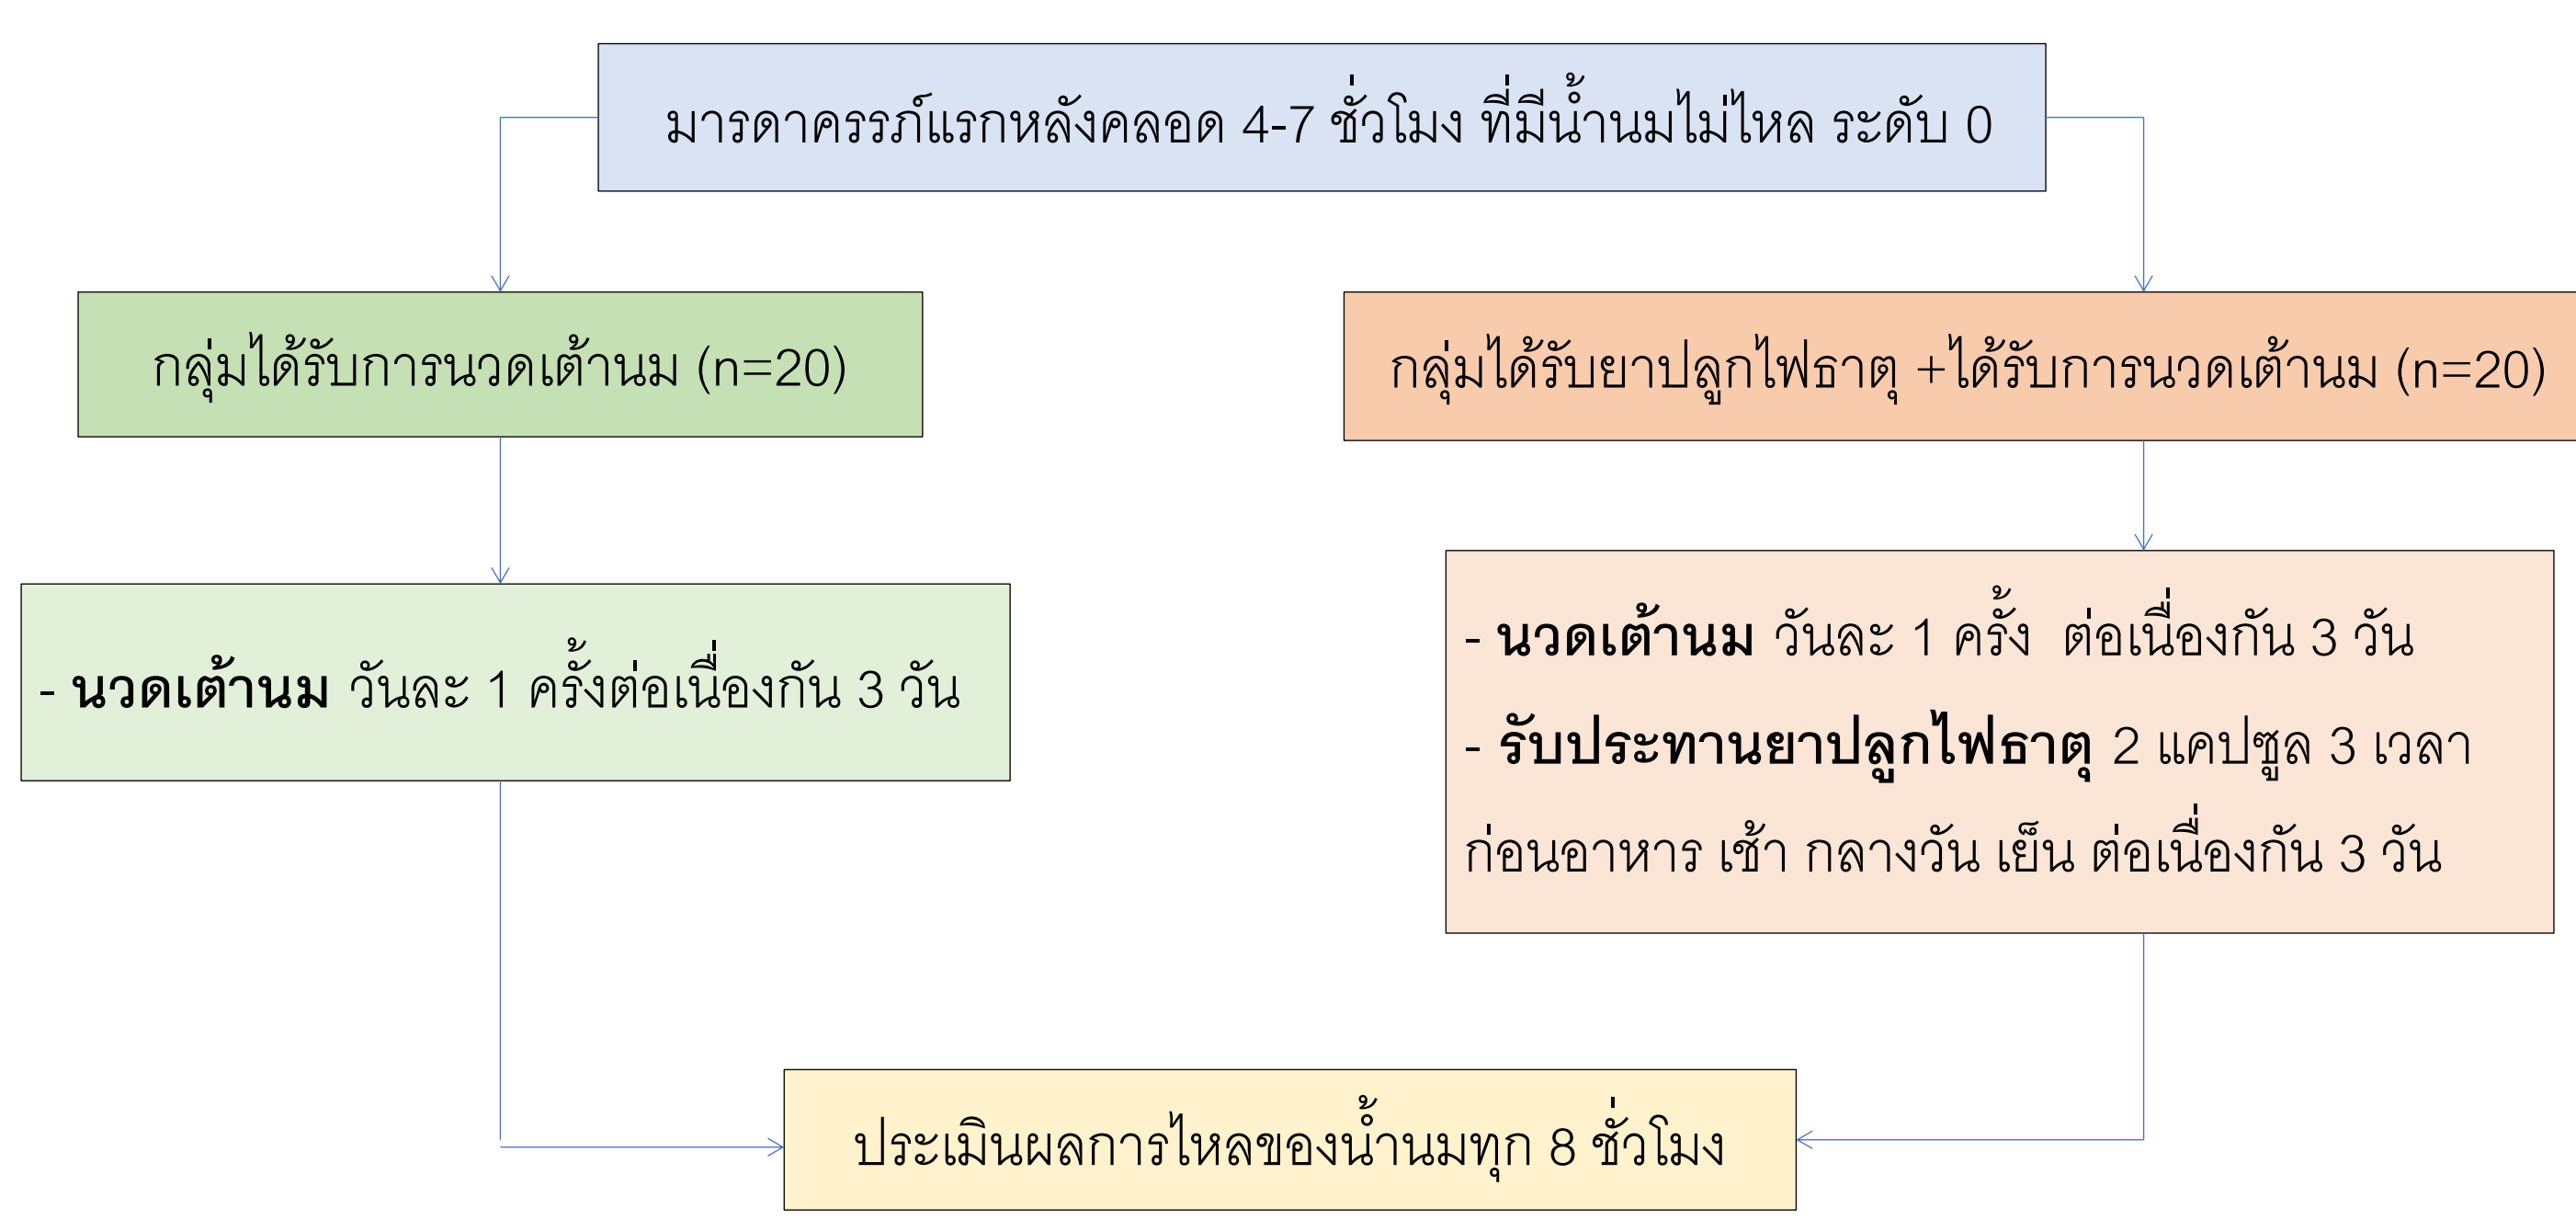 มารดาครรภ์แรกหลังคลอด 4-7 ชั่วโมง ที่มีน้ำนมไม่ไหล ระดับ 0
กลุ่มได้รับการนวดเต้านม (n=20)
กลุ่มได้รับยาปลูกไฟธาตุ +ได้รับการนวดเต้านม (n=20)
- นวดเต้านม วันละ 1 ครั้งต่อเนื่องกัน 3 วัน
- นวดเต้านม วันละ 1 ครั้ง ต่อเนื่องกัน 3 วัน
- รับประทานยาปลูกไฟธาตุ 2 แคปซูล 3 เวลา
ก่อนอาหาร เช้า กลางวัน เย็น ต่อเนื่องกัน 3 วัน
ประเมินผลการไหลของน้ำนมทุก 8 ชั่วโมง